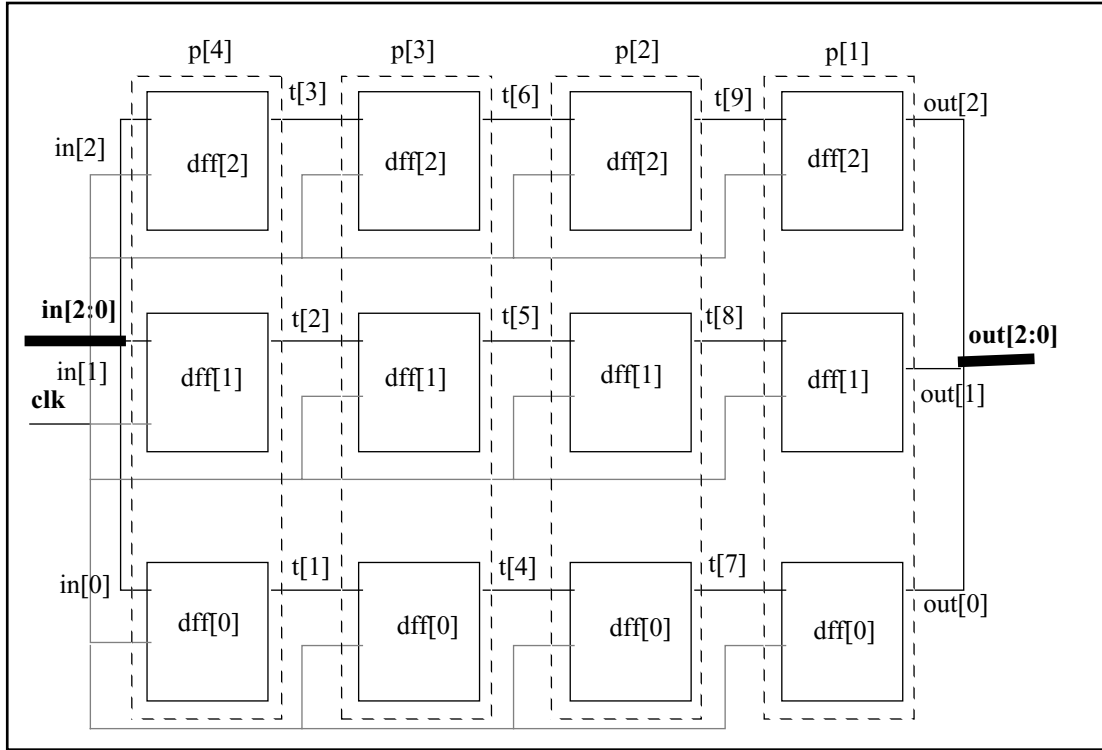 p[4] p[3] p[2] p[1]
t[3] t[6] t[9] out[2]
in[2]
dff[2] dff[2] dff[2] dff[2]
in[2:0] t[2] t[5] t[8] out[2:0]
in[1] dff[1] dff[1] dff[1] dff[1]
out[1]
clk
in[0] t[1] t[4] t[7] out[0]
dff[0] dff[0] dff[0] dff[0]